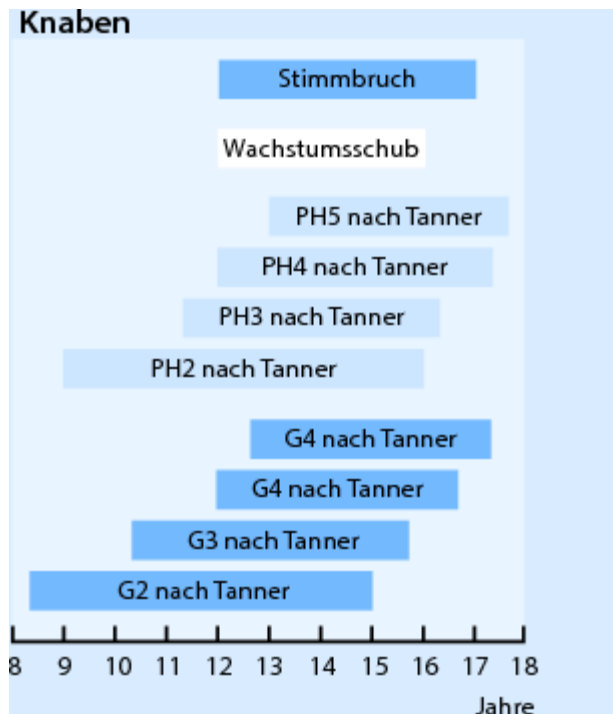 Knaben
Stimmbruch
Wachstumsschub
PH5 nach Tanner
PH4 nach Tanner
PH3 nach Tanner
PH2 nach Tanner
G4 nach Tanner
G4 nach Tanner
G3 nach Tanner
G2 nach Tanner
8 9 10 11 12 13 14 15 16 17 18
Jahre